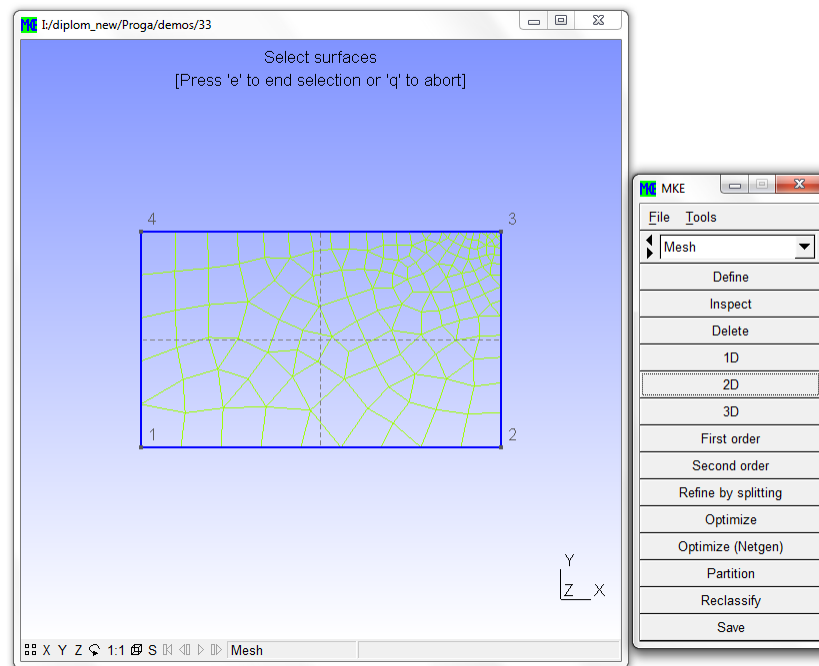 MKE I:/diplom_new/Proga/demos/33
Select surfaces
[Press 'e' to end selection or 'q' to abort]
4
3
1
2
Y
Z X
X Y Z 1:1 S Mesh
MKE MKE
File Tools
Mesh
Define
Inspect
Delete
1D
2D
3D
First order
Second order
Refine by splitting
Optimize
Optimize (Netgen)
Partition
Reclassify
Save